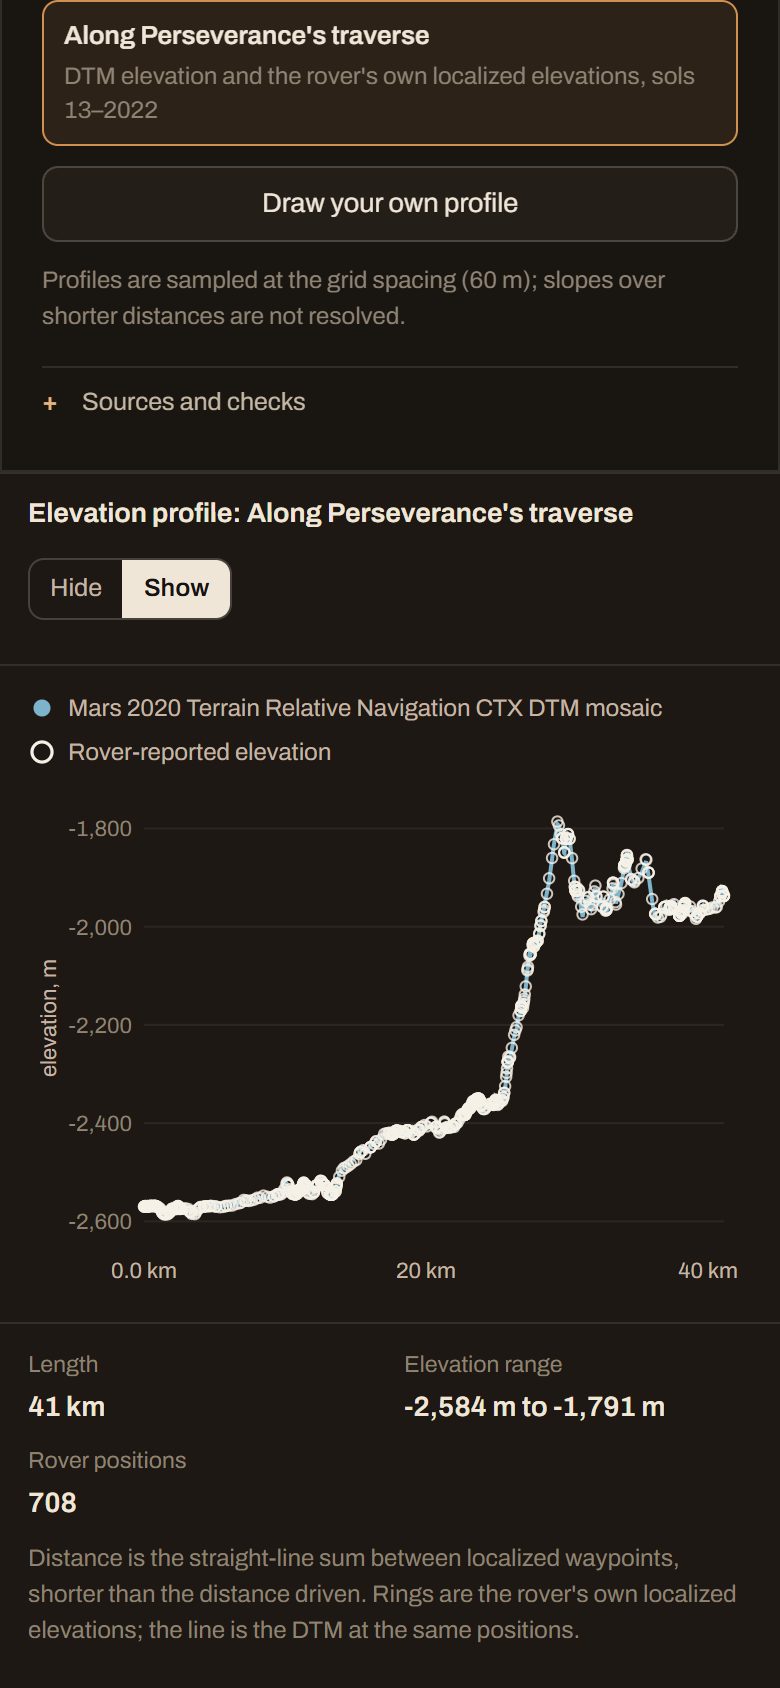 Along Perseverance's traverse
DTM elevation and the rover's own localized elevations, sols
13–2022
Draw your own profile
Profiles are sampled at the grid spacing (60 m); slopes over
shorter distances are not resolved.
+ Sources and checks
Elevation profile: Along Perseverance's traverse
Hide Show
Mars 2020 Terrain Relative Navigation CTX DTM mosaic
Rover-reported elevation
-1,800
-2,000
elevation, m
-2,200
-2,400
-2,600
0.0 km 20 km 40 km
Length Elevation range
41 km -2,584 m to -1,791 m
Rover positions
708
Distance is the straight-line sum between localized waypoints,
shorter than the distance driven. Rings are the rover's own localized
elevations; the line is the DTM at the same positions.